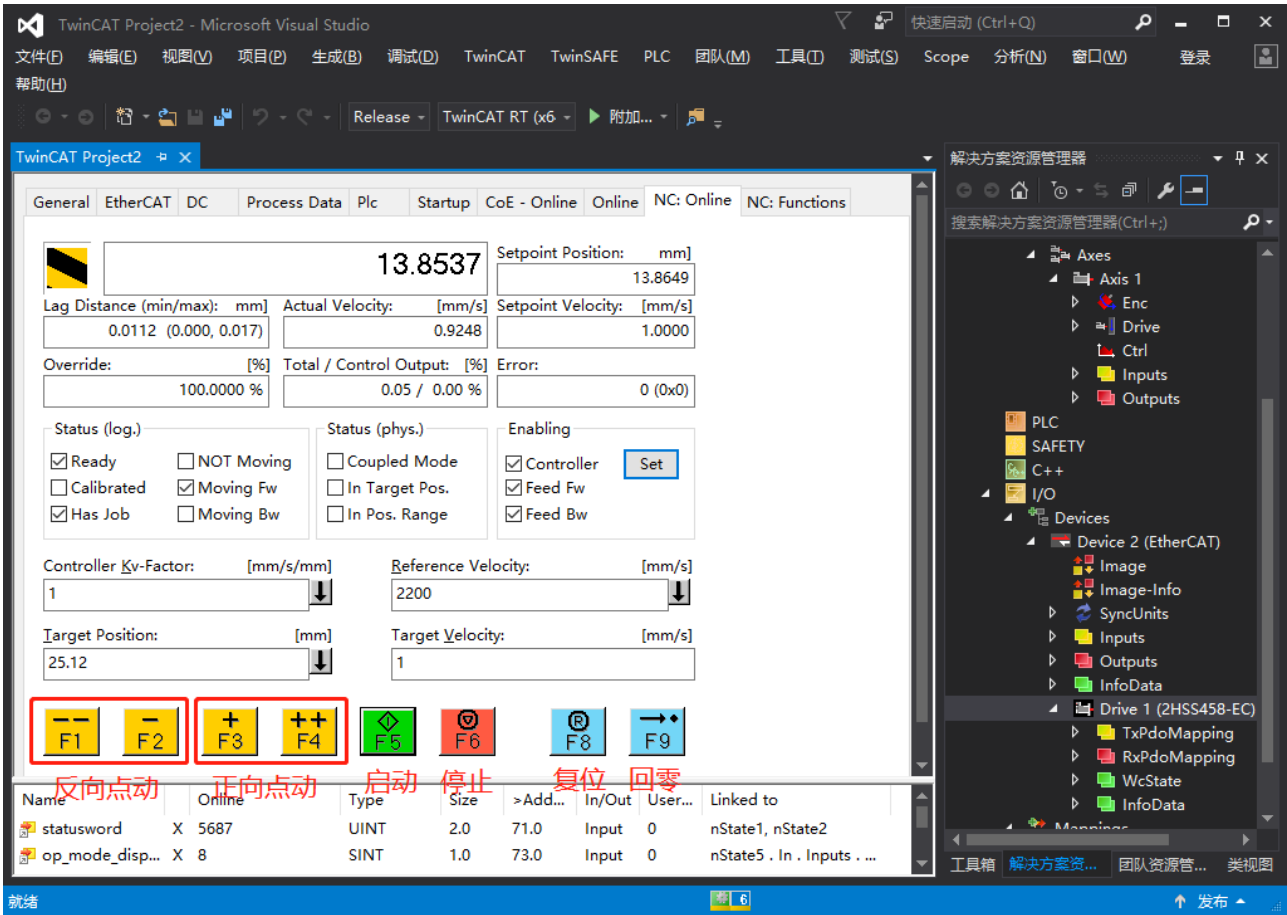 TwinCAT Project2 - Microsoft Visual Studio
快速启动 (Ctrl+Q)
文件(F) 编辑(E) 视图(V) 项目(P) 生成(B) 调试(D) TwinCAT TwinSAFE PLC 团队(M) 工具(T) 测试(S) Scope 分析(N) 窗口(W) 登录
帮助(H)
Release TwinCAT RT (x6 附加...
TwinCAT Project2
General EtherCAT DC Process Data Plc Startup CoE - Online Online NC: Online NC: Functions
13.8537
Setpoint Position: mm]
13.8649
Lag Distance (min/max): mm] Actual Velocity: [mm/s] Setpoint Velocity: [mm/s]
0.0112 (0.000, 0.017) 0.9248 1.0000
Override: [%] Total / Control Output: [%] Error:
100.0000 % 0.05 / 0.00 % 0 (0x0)
Status (log.) Status (phys.) Enabling
Ready NOT Moving Coupled Mode Controller Set
Calibrated Moving Fw In Target Pos. Feed Fw
Has Job Moving Bw In Pos. Range Feed Bw
Controller Kv-Factor: [mm/s/mm] Reference Velocity: [mm/s]
1 2200
Target Position: [mm] Target Velocity: [mm/s]
25.12 1
-- - + ++ R
F1 F2 F3 F4 F5 F6 F8 F9
反向点动 正向点动 启动 停止 复位 回零
Name Online Type Size >Add... In/Out User... Linked to
statusword X 5687 UINT 2.0 71.0 Input 0 nState1, nState2
op_mode_disp... X 8 SINT 1.0 73.0 Input 0 nState5 . In . Inputs . ...
解决方案资源管理器
搜索解决方案资源管理器(Ctrl+;)
Axes
Axis 1
Enc
Drive
Ctrl
Inputs
Outputs
PLC
SAFETY
C++
I/O
Devices
Device 2 (EtherCAT)
Image
Image-Info
SyncUnits
Inputs
Outputs
InfoData
Drive 1 (2HSS458-EC)
TxPdoMapping
RxPdoMapping
WcState
InfoData
Mappings
工具箱 解决方案资... 团队资源管... 类视图
就绪 6 发布